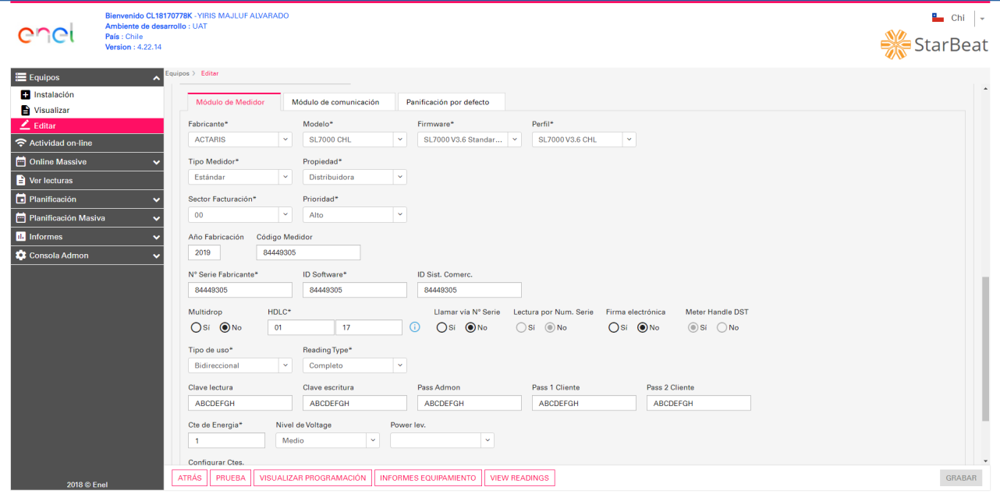 Bienvenido CL18170778K - YIRIS MAJLUF ALVARADO
Ambiente de desarrollo : UAT
País : Chile
Version : 4.22.14
enel
Chi
StarBeat
Equipos
Instalación
Visualizar
Editar
Actividad on-line
Online Massive
Ver lecturas
Planificación
Planificación Masiva
Informes
Consola Admon
2018 © Enel
Equipos > Editar
Módulo de Medidor Módulo de comunicación Panificación por defecto
Fabricante* Modelo* Firmware* Perfil*
ACTARIS SL7000 CHL SL7000 V3.6 Standar... SL7000 V3.6 CHL
Tipo Medidor* Propiedad*
Estándar Distribuidora
Sector Facturación* Prioridad*
00 Alto
Año Fabricación Código Medidor
2019 84449305
N° Serie Fabricante* ID Software* ID Sist. Comerc.
84449305 84449305 84449305
Multidrop HDLC* Llamar vía N° Serie Lectura por Num. Serie Firma electrónica Meter Handle DST
Sí No 01 17 Sí No Sí No Sí No Sí No
Tipo de uso* Reading Type*
Bidireccional Completo
Clave lectura Clave escritura Pass Admon Pass 1 Cliente Pass 2 Cliente
ABCDEFGH ABCDEFGH ABCDEFGH ABCDEFGH ABCDEFGH
Cte de Energia* Nivel de Voltage Power lev.
1 Medio
Configurar Ctes.
ATRÁS PRUEBA VISUALIZAR PROGRAMACIÓN INFORMES EQUIPAMIENTO VIEW READINGS GRABAR